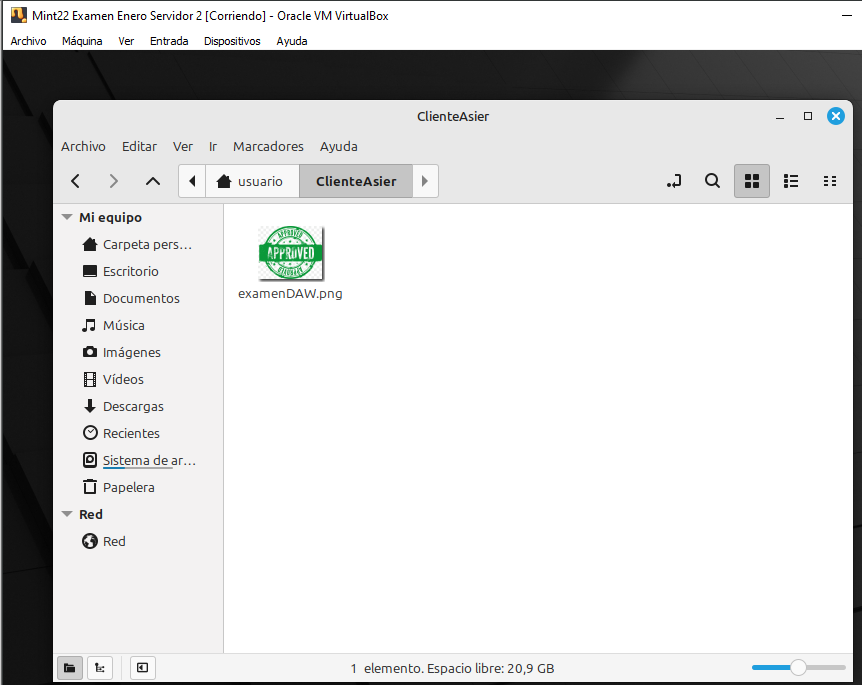 Mint22 Examen Enero Servidor 2 [Corriendo] - Oracle VM VirtualBox
Archivo Máquina Ver Entrada Dispositivos Ayuda
ClienteAsier
Archivo Editar Ver Ir Marcadores Ayuda
usuario ClienteAsier
Mi equipo
Carpeta pers...
Escritorio
Documentos
Música
Imágenes
Vídeos
Descargas
Recientes
Sistema de ar...
Papelera
Red
Red
APPROVED
APPROVED
examenDAW.png
1 elemento. Espacio libre: 20,9 GB